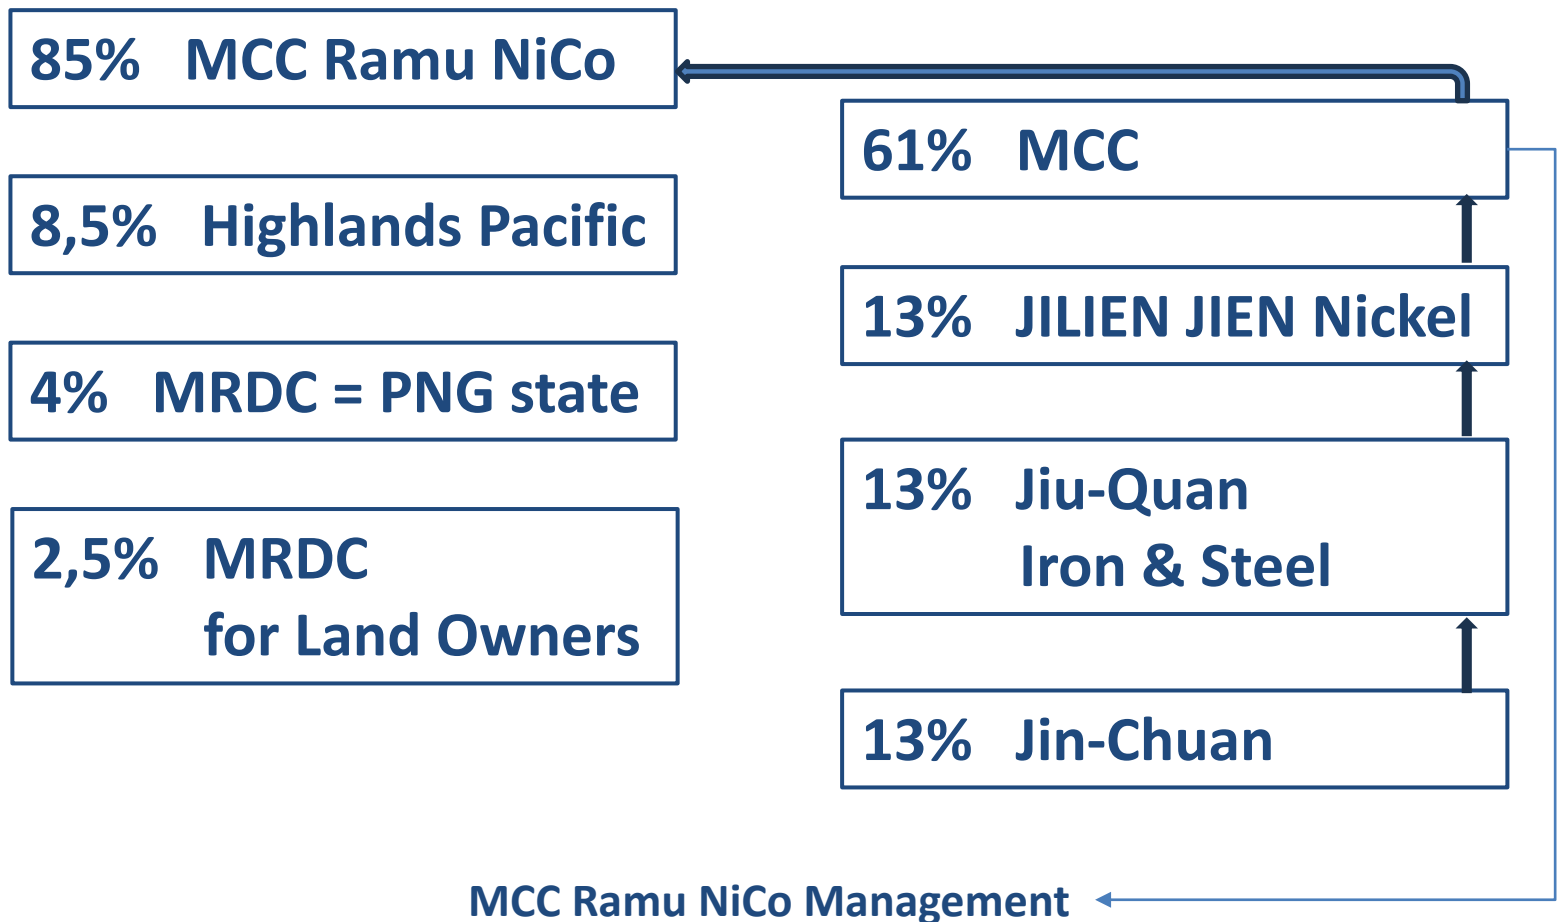 85% MCC Ramu NiCo
8,5% Highlands Pacific
4% MRDC = PNG state
2,5% MRDC
for Land Owners
61% MCC
13% JILIEN JIEN Nickel
13% Jiu-Quan
Iron & Steel
13% Jin-Chuan
MCC Ramu NiCo Management